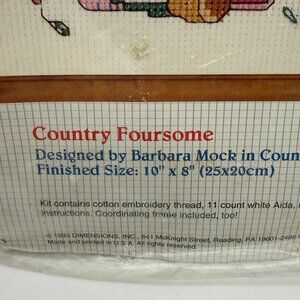 Country Foursome
Designed by Barbara Mock in Coun
Finished Size: 10" x 8" (25x20cm)
Kit contains cotton embroidery thread, 11 count white Aida,
instructions. Coordinating frame included, too!
© 1993 DIMENSIONS, INC., 641 McKnight Street, Reading, PA 19601-2499
Made and printed in U.S.A. All rights reserved.